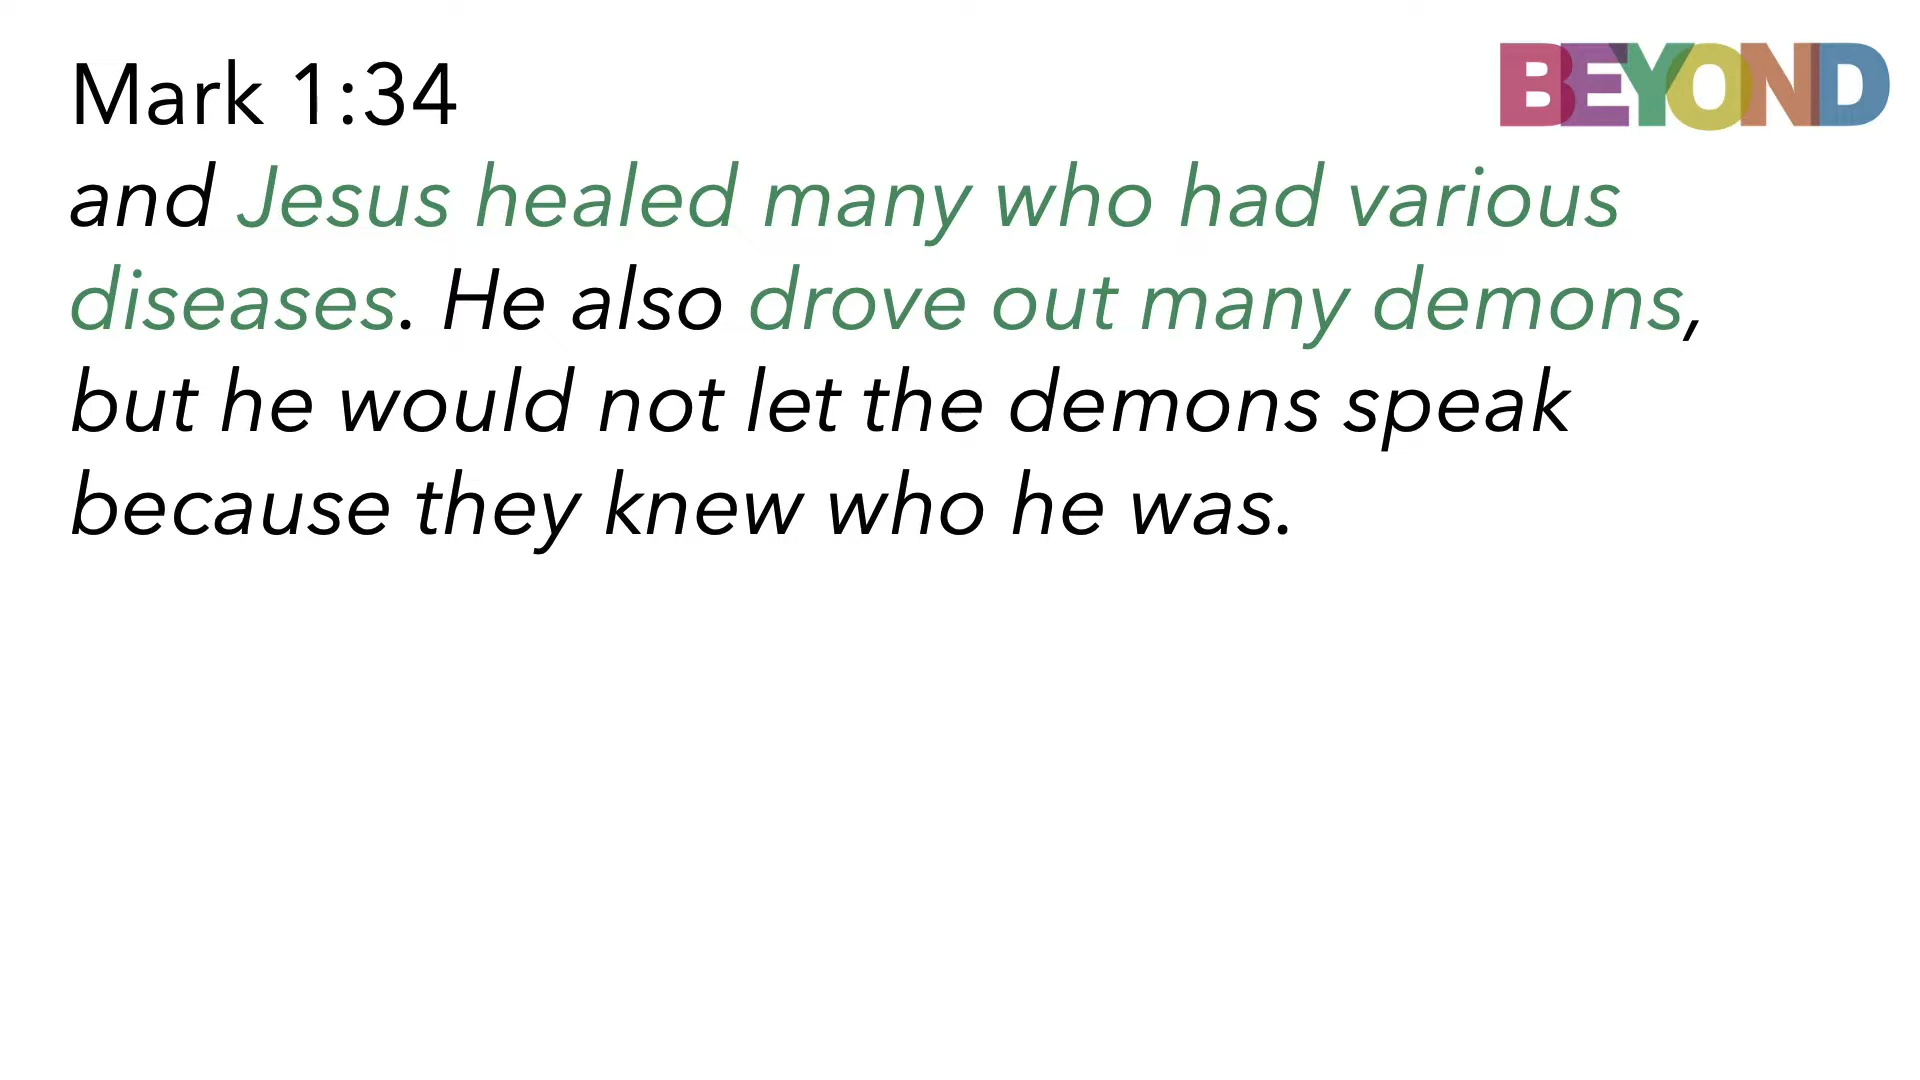 Mark 1:34
BEYOND
and Jesus healed many who had various
diseases. He also drove out many demons,
but he would not let the demons speak
because they knew who he was.